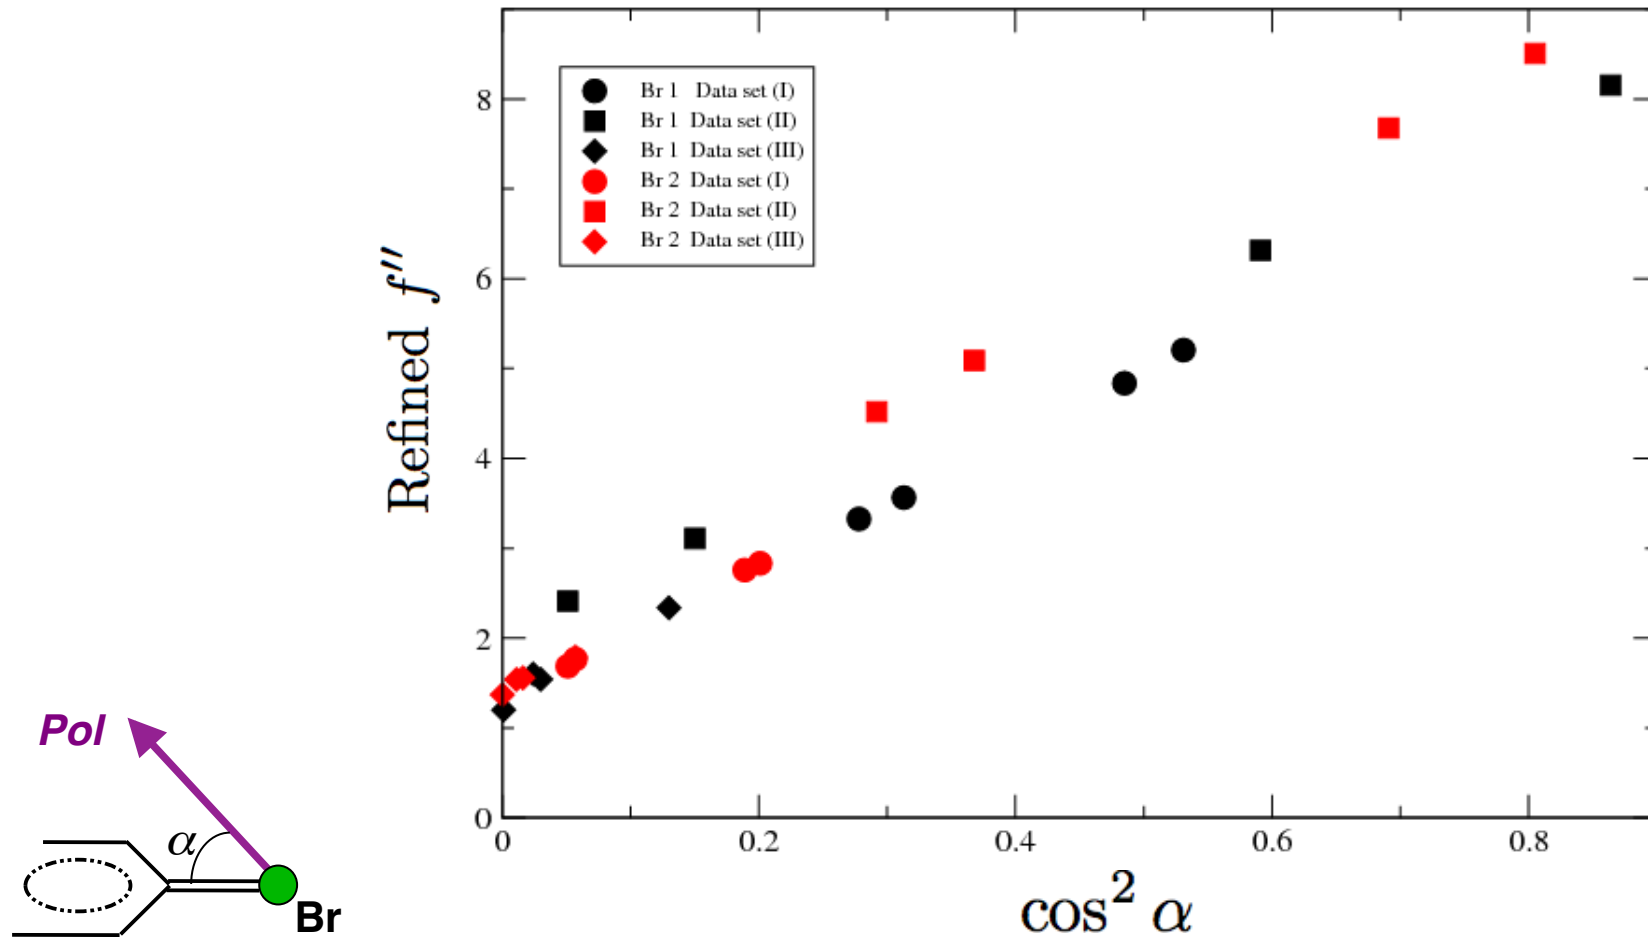 8
6
4
2
0
Refined f″
Br 1 Data set (I)
Br 1 Data set (II)
Br 1 Data set (III)
Br 2 Data set (I)
Br 2 Data set (II)
Br 2 Data set (III)
0 0.2 0.4 0.6 0.8
cos² α
Pol
α
Br